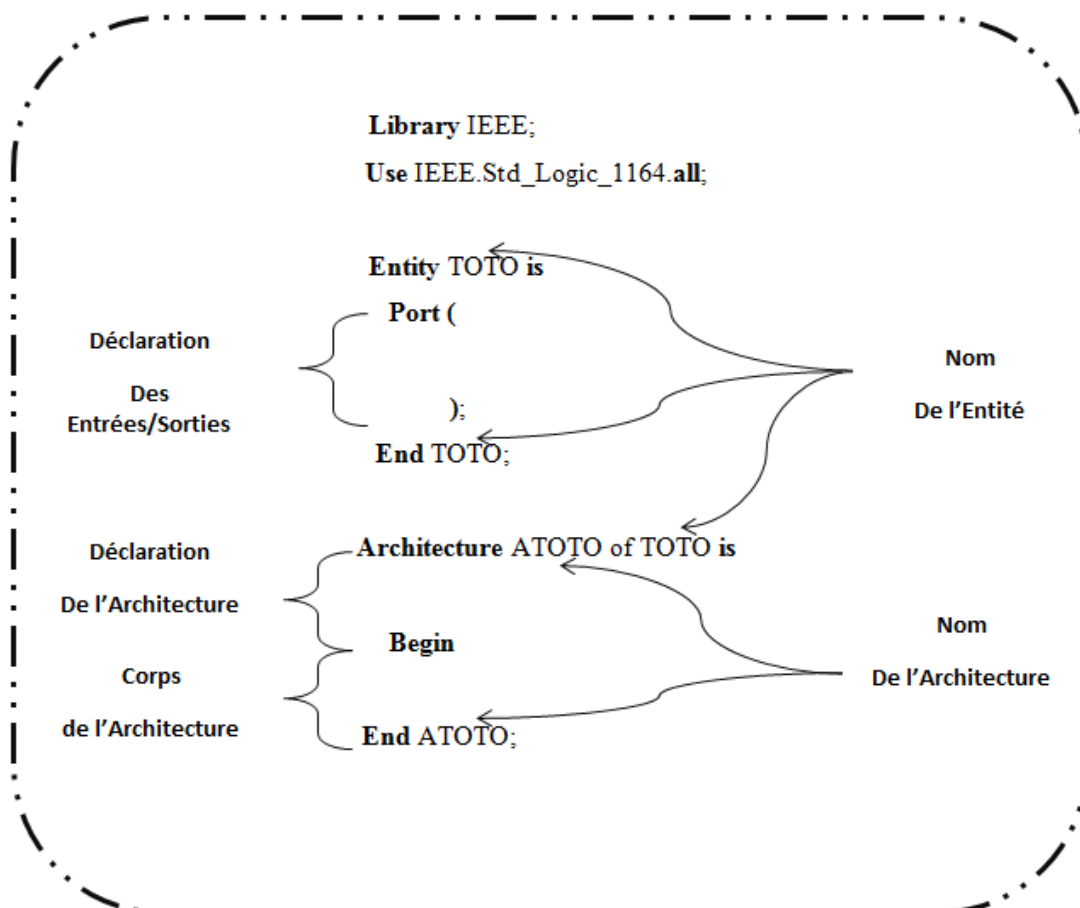 Library IEEE;
Use IEEE.Std_Logic_1164.all;
Entity TOTO is
Port (
);
End TOTO;
Déclaration
Des
Entrées/Sorties
Nom
De l'Entité
Architecture ATOTO of TOTO is
Begin
End ATOTO;
Déclaration
De l'Architecture
Corps
de l'Architecture
Nom
De l'Architecture